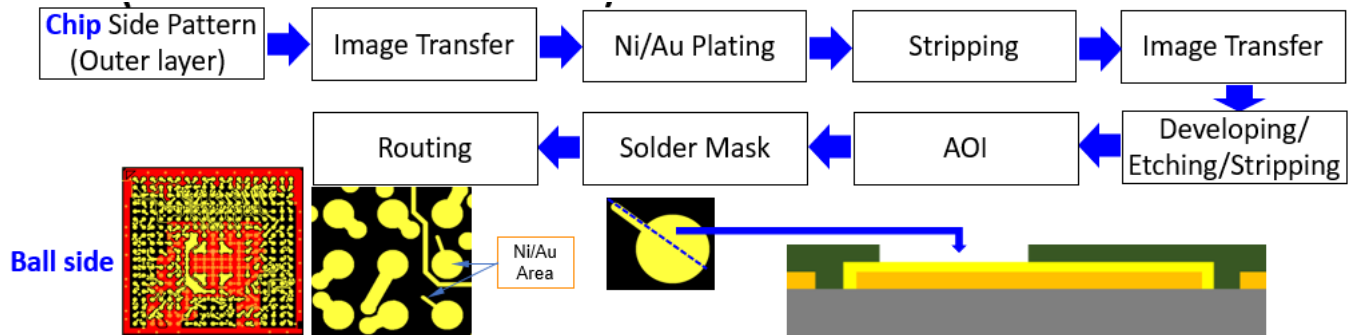 Chip Side Pattern
(Outer layer)
Image Transfer
Ni/Au Plating
Stripping
Image Transfer
Developing/
Etching/Stripping
AOI
Solder Mask
Routing
Ball side
Ni/Au
Area